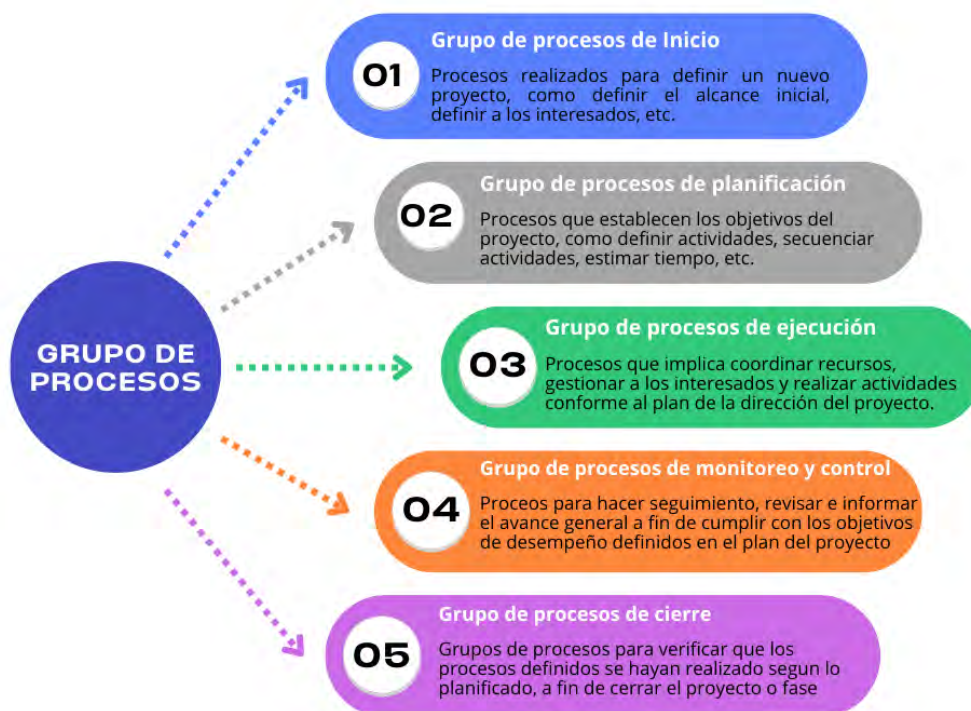 Grupo de procesos de Inicio
01
Procesos realizados para definir un nuevo
proyecto, como definir el alcance inicial,
definir a los interesados, etc.
Grupo de procesos de planificación
02
Procesos que establecen los objetivos del
proyecto, como definir actividades, secuenciar
actividades, estimar tiempo, etc.
GRUPO DE
PROCESOS
Grupo de procesos de ejecución
03
Procesos que implica coordinar recursos,
gestionar a los interesados y realizar actividades
conforme al plan de la dirección del proyecto.
Grupo de procesos de monitoreo y control
04
Proceos para hacer seguimiento, revisar e informar
el avance general a fin de cumplir con los objetivos
de desempeño definidos en el plan del proyecto
Grupo de procesos de cierre
05
Grupos de procesos para verificar que los
procesos definidos se hayan realizado segun lo
planificado, a fin de cerrar el proyecto o fase